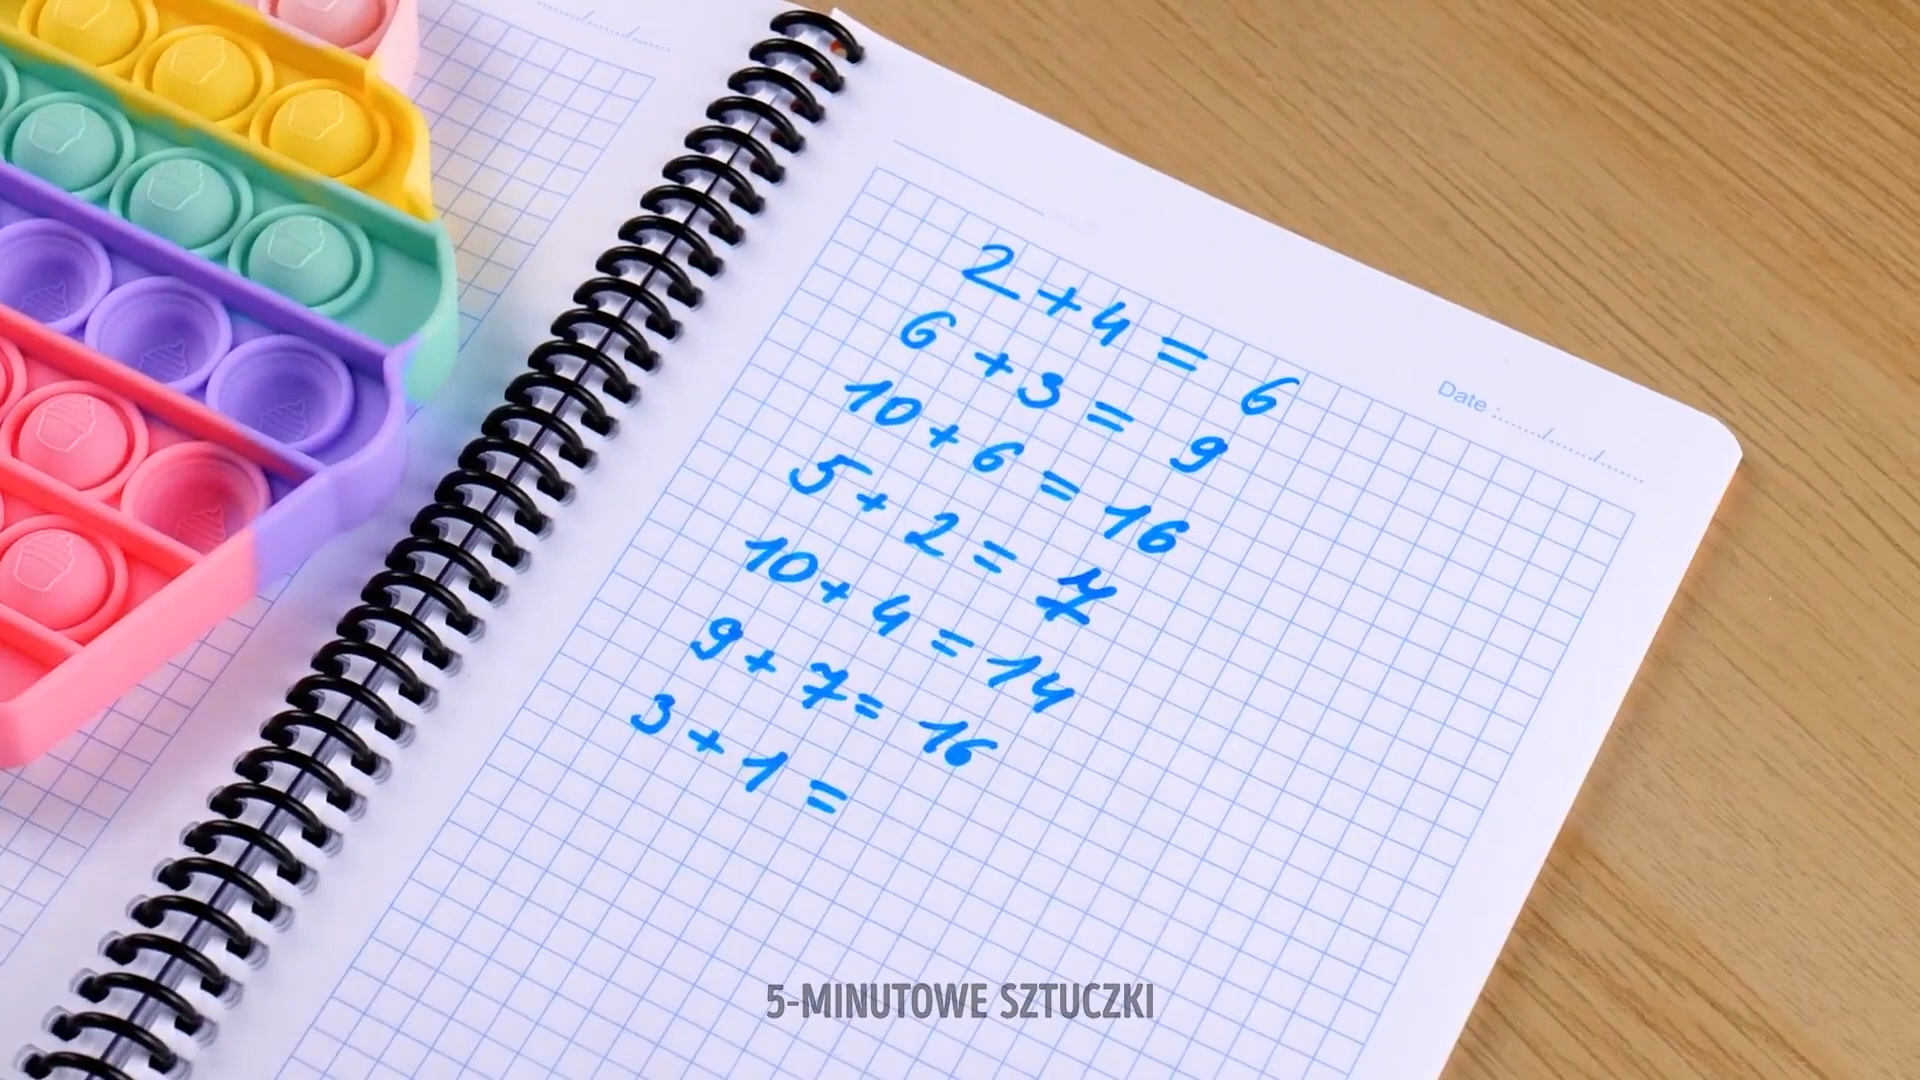 Date :
2 + 4 = 6
6 + 3 = 9
10 + 6 = 16
5 + 2 = 7
10 + 4 = 14
9 + 7 = 16
3 + 1 =
5-MINUTOWE SZTUCZKI